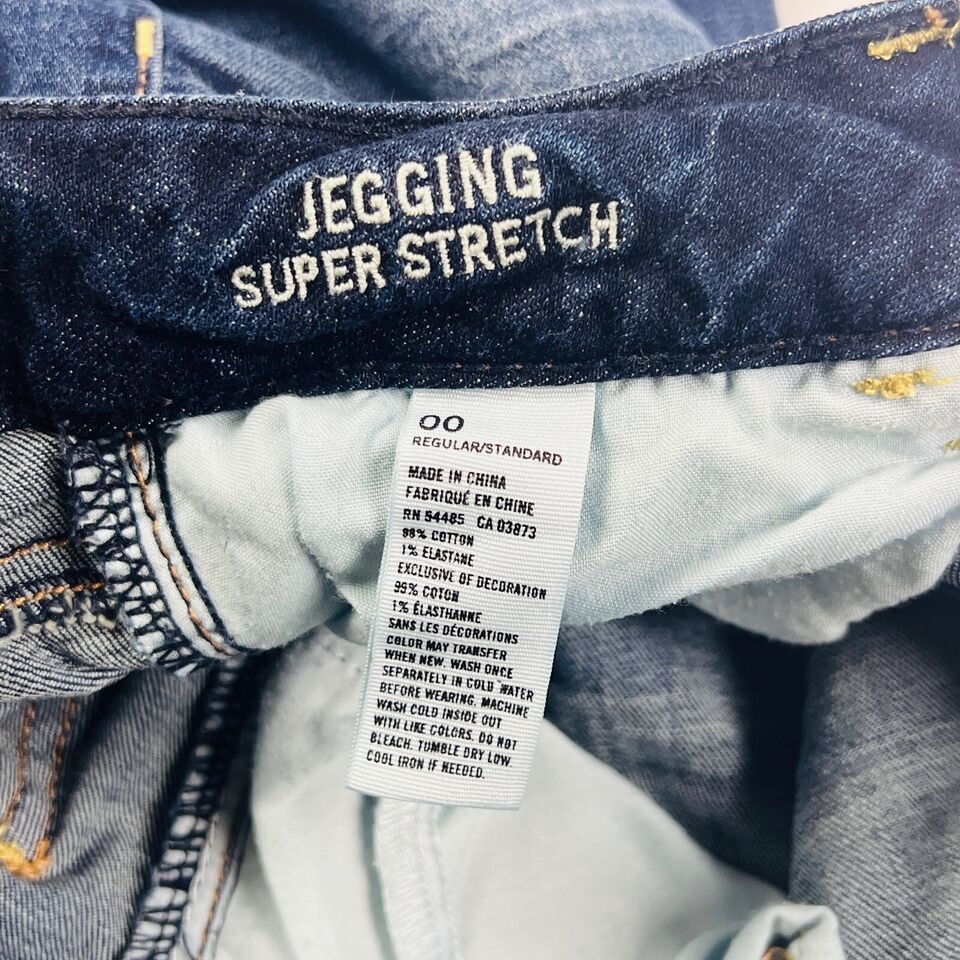 JEGGING
SUPER STRETCH
00
REGULAR/STANDARD
MADE IN CHINA
FABRIQUÉ EN CHINE
RN 54485 CA 03873
99% COTTON
1% ELASTANE
EXCLUSIVE OF DECORATION
99% COTON
1% ÉLASTHANNE
SANS LES DÉCORATIONS
COLOR MAY TRANSFER
WHEN NEW. WASH ONCE
SEPARATELY IN COLD WATER
BEFORE WEARING. MACHINE
WASH COLD INSIDE OUT
WITH LIKE COLORS. DO NOT
BLEACH. TUMBLE DRY LOW
COOL IRON IF NEEDED.